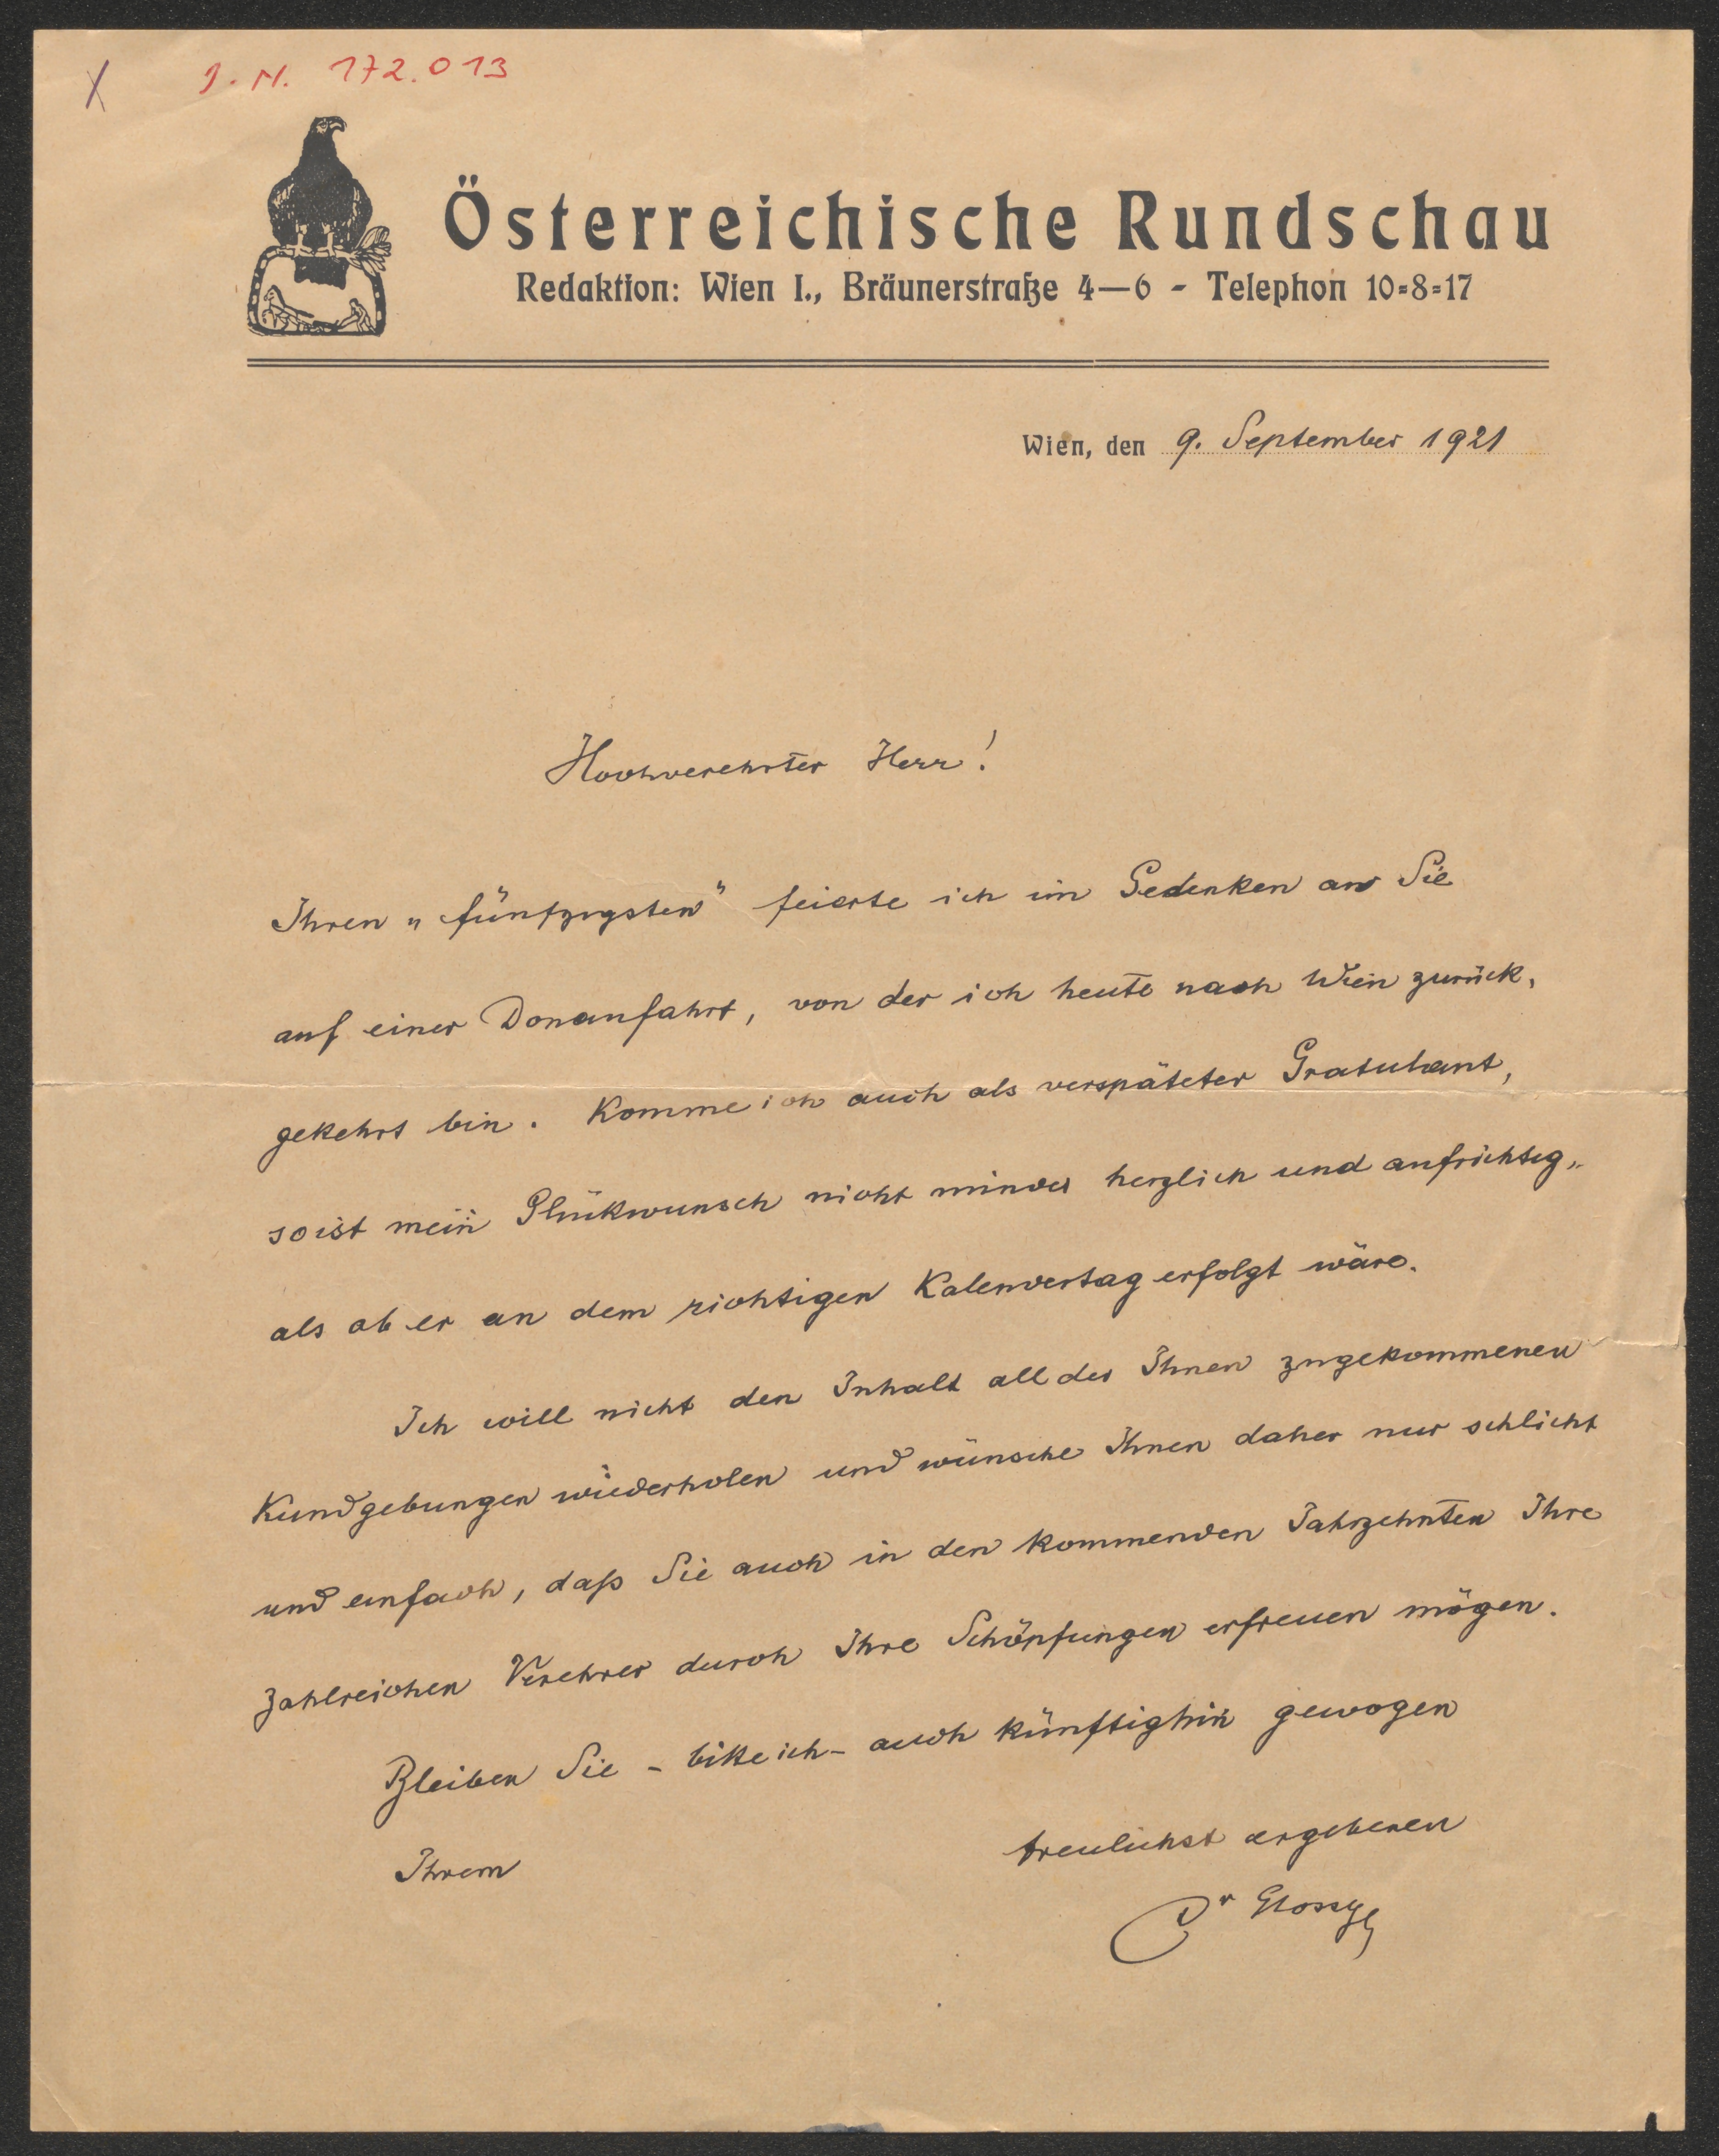 X J. N. 172.013
Österreichische Rundschau
Redaktion: Wien I., Bräunerstraße 4—6 - Telephon 10=8=17
Wien, den 9. September 1921
Hochverehrter Herr!
Ihren „fünfzigsten" feierte ich im Gedenken an Sie
auf einer Donaufahrt, von der ich heute nach Wien zurück-
gekehrt bin. Komme ich auch als verspäteter Gratulant,
so ist mein Glückwunsch nicht minder herzlich und aufrichtig,
als ob er an dem richtigen Kalendertag erfolgt wäre.
Ich will nicht den Inhalt all der Ihnen zugekommenen
Kundgebungen wiederholen und wünsche Ihnen daher nur schlicht
und einfach, daß Sie auch in den kommenden Jahrzehnten Ihre
zahlreichen Verehrer durch Ihre Schöpfungen erfreuen mögen.
Bleiben Sie - bitte ich - auch künftighin gewogen
Ihrem treulichst ergebenen
Dr Glossy